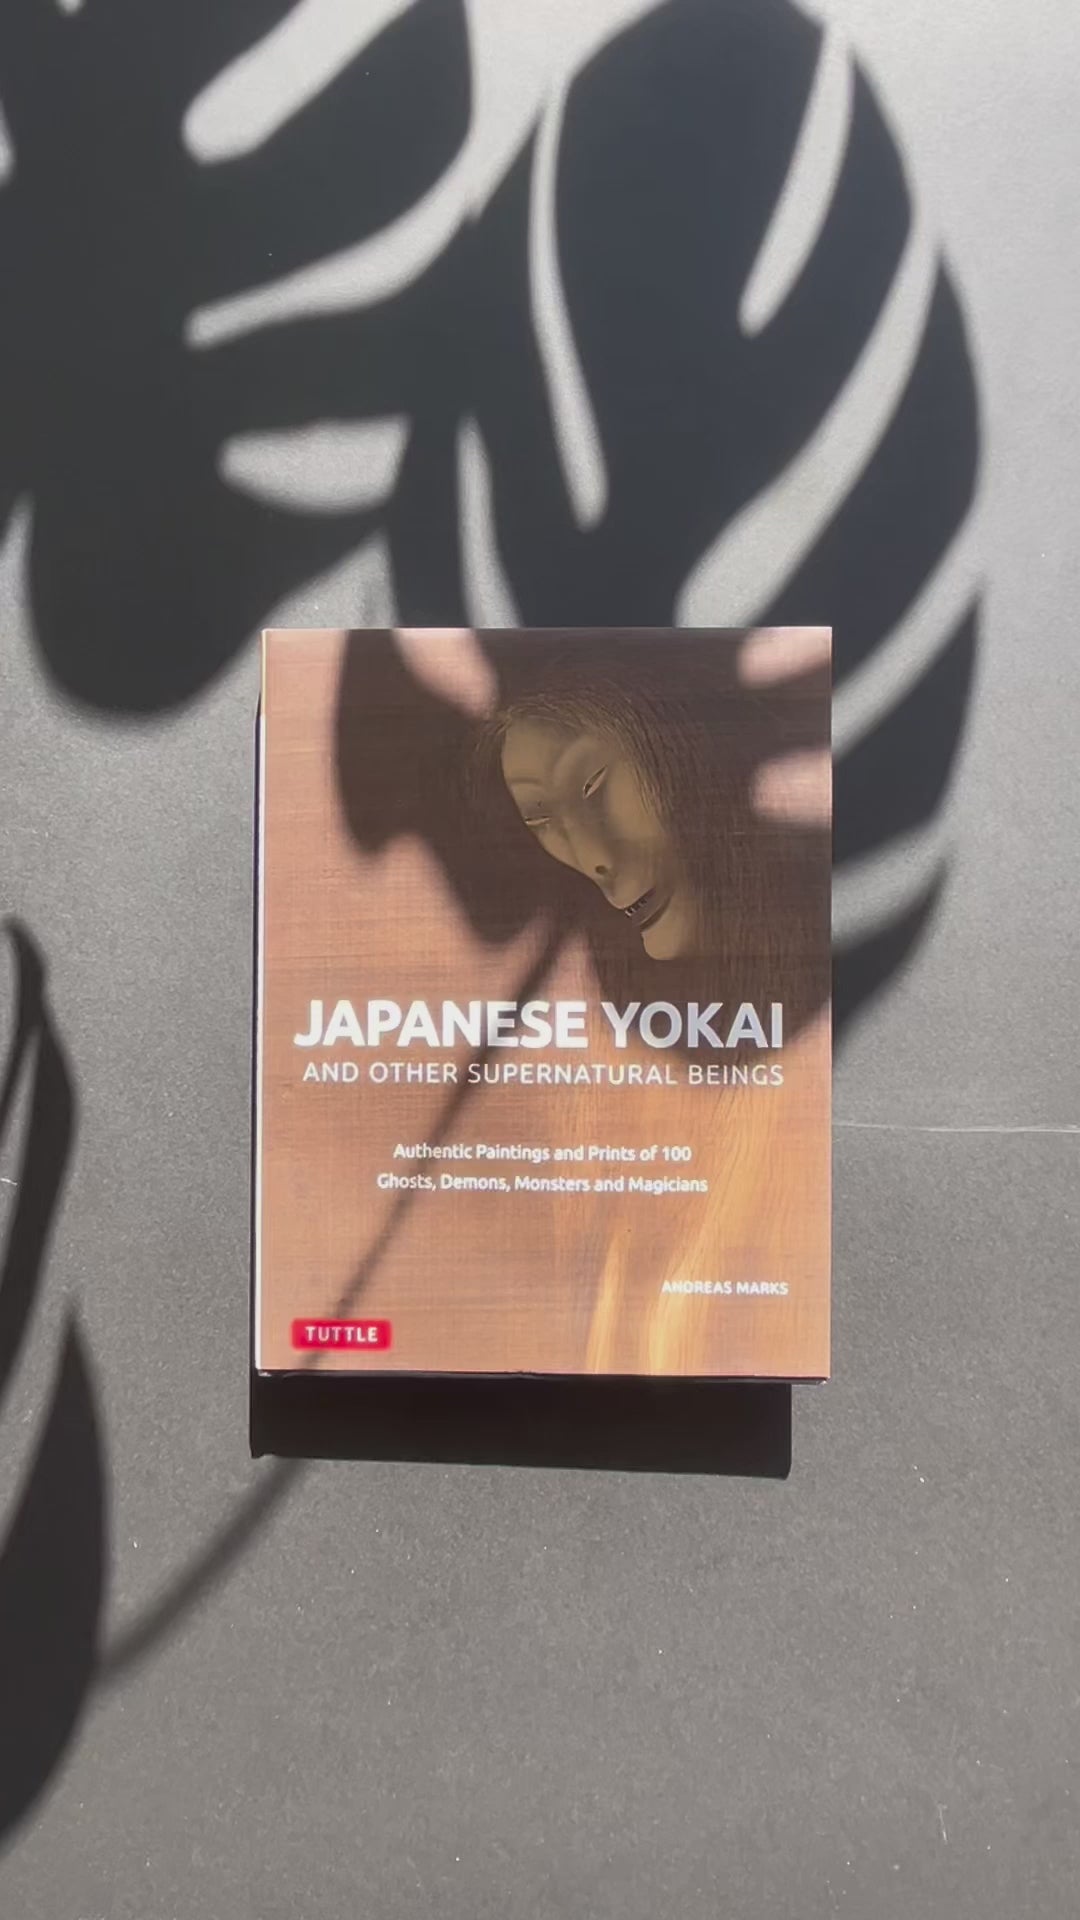 JAPANESE YOKAI
AND OTHER SUPERNATURAL BEINGS
Authentic Paintings and Prints of 100
Ghosts, Demons, Monsters and Magicians
ANDREAS MARKS
TUTTLE